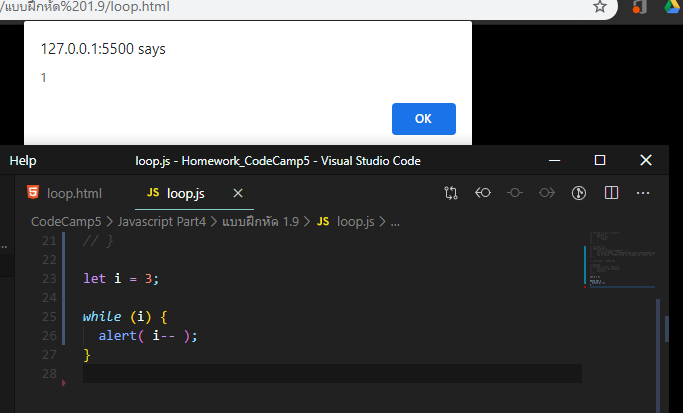 /แบบฝึกหัด%201.9/loop.html
127.0.0.1:5500 says
1
OK
Help
loop.js - Homework_CodeCamp5 - Visual Studio Code
loop.html
JS loop.js
CodeCamp5 > Javascript Part4 > แบบฝึกหัด 1.9 > JS loop.js > ...
21 // }
22
23 let i = 3;
24
25 while (i) {
26 alert( i-- );
27 }
28